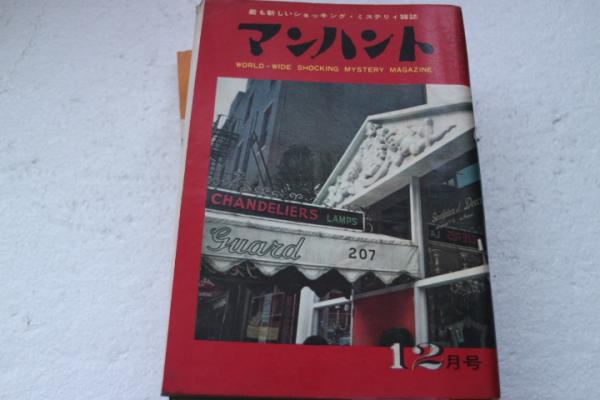 最も新しいショッキング・ミステリィ雑誌
マンハント
WORLD-WIDE SHOCKING MYSTERY MAGAZINE
CHANDELIERS LAMPS
Guard 207
12月号